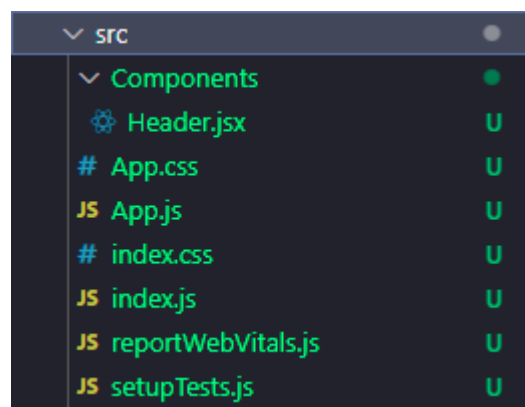 src
Components
Header.jsx U
# App.css U
JS App.js U
# index.css U
JS index.js U
JS reportWebVitals.js U
JS setupTests.js U